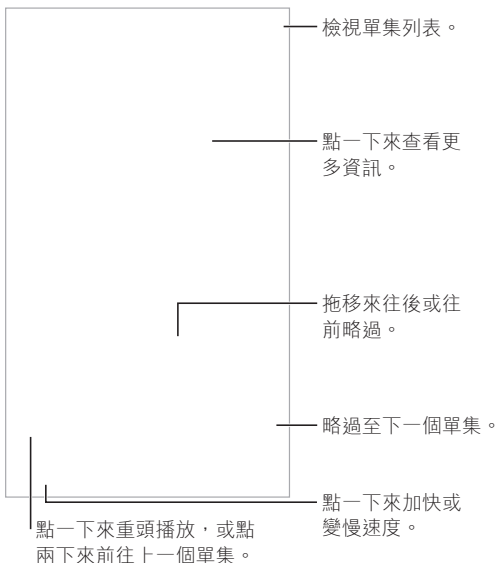 檢視單集列表。
點一下來查看更
多資訊。
拖移來往後或往
前略過。
略過至下一個單集。
點一下來加快或
變慢速度。
點一下來重頭播放，或點
兩下來前往上一個單集。